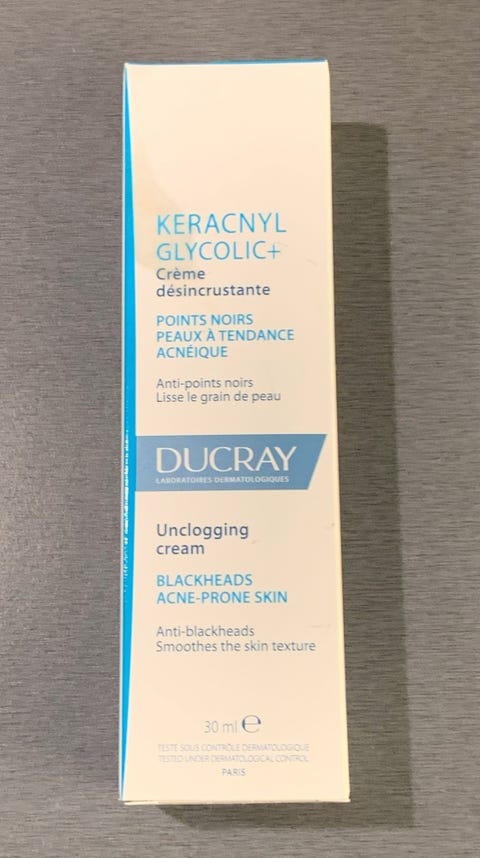 KERACNYL
GLYCOLIC+
Crème
désincrustante
POINTS NOIRS
PEAUX À TENDANCE
ACNÉIQUE
Anti-points noirs
Lisse le grain de peau
DUCRAY
LABORATOIRES DERMATOLOGIQUES
Unclogging
cream
BLACKHEADS
ACNE-PRONE SKIN
Anti-blackheads
Smoothes the skin texture
30 ml ℮
TESTÉ SOUS CONTRÔLE DERMATOLOGIQUE
TESTED UNDER DERMATOLOGICAL CONTROL
PARIS